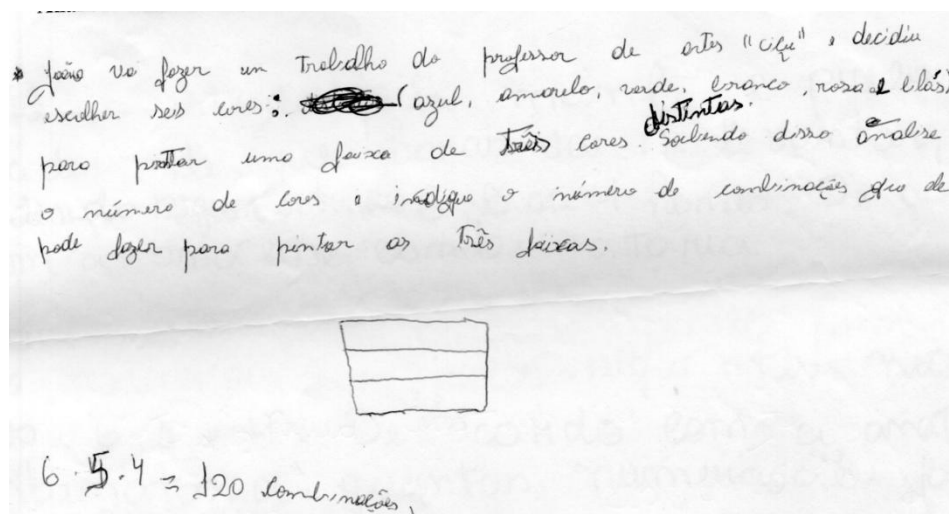 * João va fazer um Trabalho do professor de artes "ciçu" e decidiu
escolher seis cores: (azul, amarelo, verde, branco, rosa e lilás)
para pintar uma faixa de três cores distintas. Sabendo disso analise
o número de cores e indique o número de combinações que ele
pode fazer para pintar as três faixas.
6 . 5 . 4 = 120 combinações.